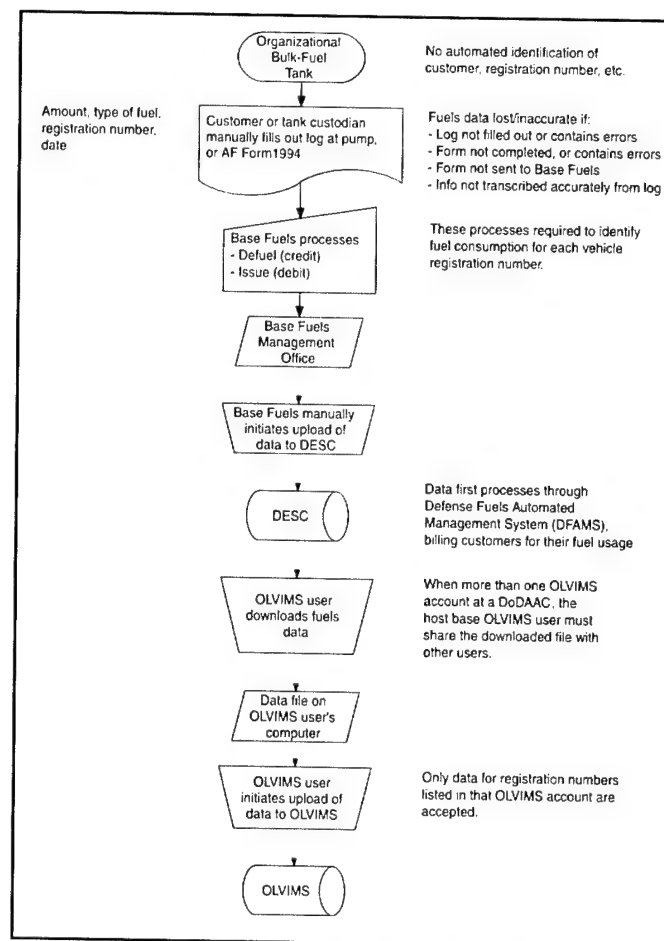 Organizational
Bulk-Fuel
Tank
No automated identification of
customer, registration number, etc.
Amount, type of fuel,
registration number,
date
Customer or tank custodian
manually fills out log at pump,
or AF Form1994
Fuels data lost/inaccurate if:
- Log not filled out or contains errors
- Form not completed, or contains errors
- Form not sent to Base Fuels
- Info not transcribed accurately from log
Base Fuels processes
- Defuel (credit)
- Issue (debit)
These processes required to identify
fuel consumption for each vehicle
registration number.
Base Fuels
Management
Office
Base Fuels manually
initiates upload of
data to DESC
DESC
Data first processes through
Defense Fuels Automated
Management System (DFAMS),
billing customers for their fuel usage
OLVIMS user
downloads fuels
data
When more than one OLVIMS
account at a DoDAAC, the
host base OLVIMS user must
share the downloaded file with
other users.
Data file on
OLVIMS user's
computer
OLVIMS user
initiates upload of
data to OLVIMS
Only data for registration numbers
listed in that OLVIMS account are
accepted.
OLVIMS